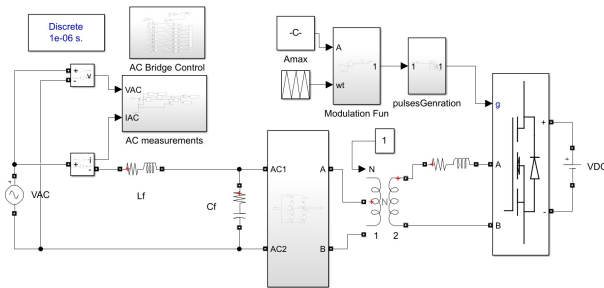 Discrete
1e-06 s.
AC Bridge Control
-C-
Amax
A
wt
1
Modulation Fun
1
pulsesGenration
v
VAC
IAC
AC measurements
i
Lf
VAC
Cf
AC1
AC2
A
B
1
N
N
1
2
g
A
B
+
-
VDC